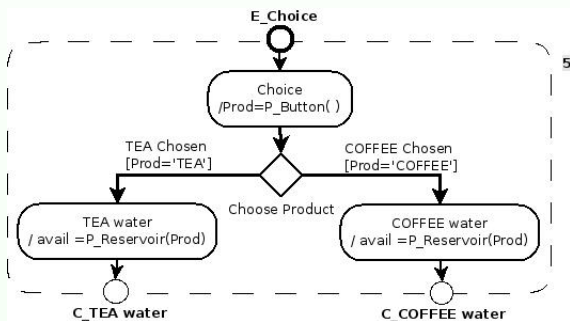 E_Choice
5
Choice
/Prod=P_Button( )
TEA Chosen
[Prod='TEA']
COFFEE Chosen
[Prod='COFFEE']
Choose Product
TEA water
/ avail =P_Reservoir(Prod)
COFFEE water
/ avail =P_Reservoir(Prod)
C_TEA water
C_COFFEE water